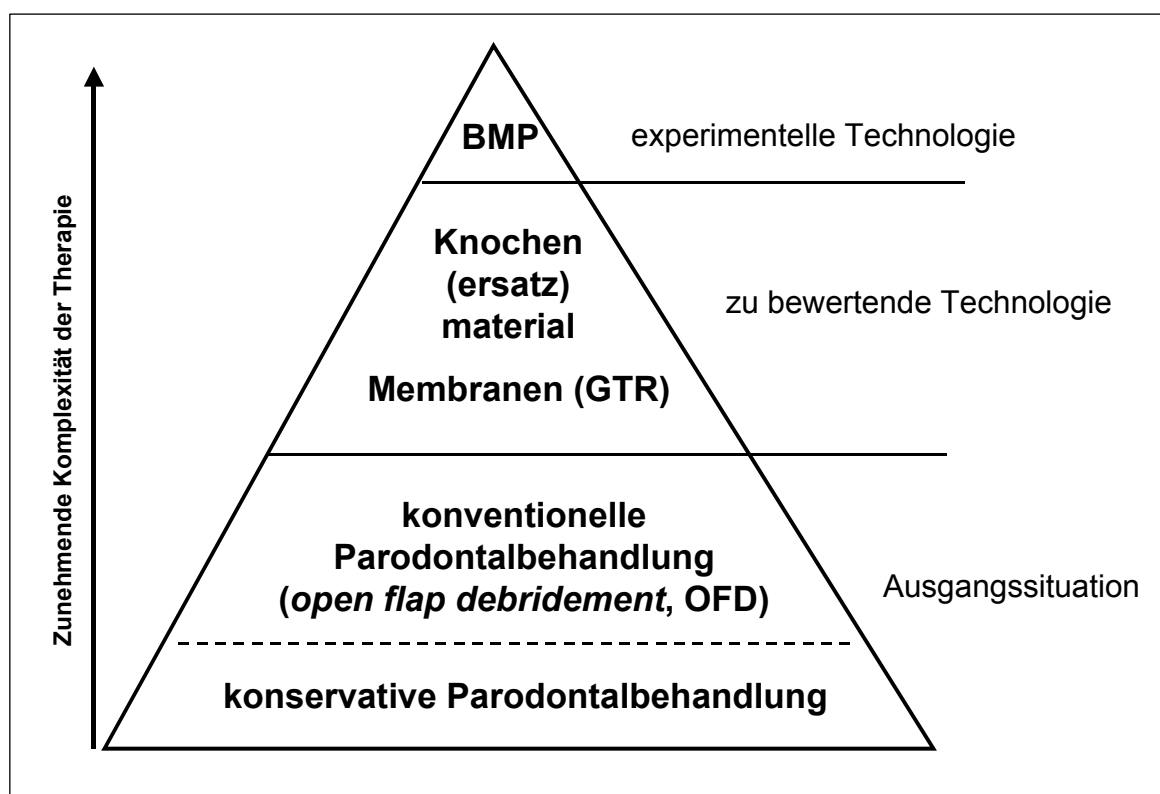 Zunehmende Komplexität der Therapie
BMP
experimentelle Technologie
Knochen
(ersatz)
material
Membranen (GTR)
zu bewertende Technologie
konventionelle
Parodontalbehandlung
(open flap debridement, OFD)
Ausgangssituation
konservative Parodontalbehandlung